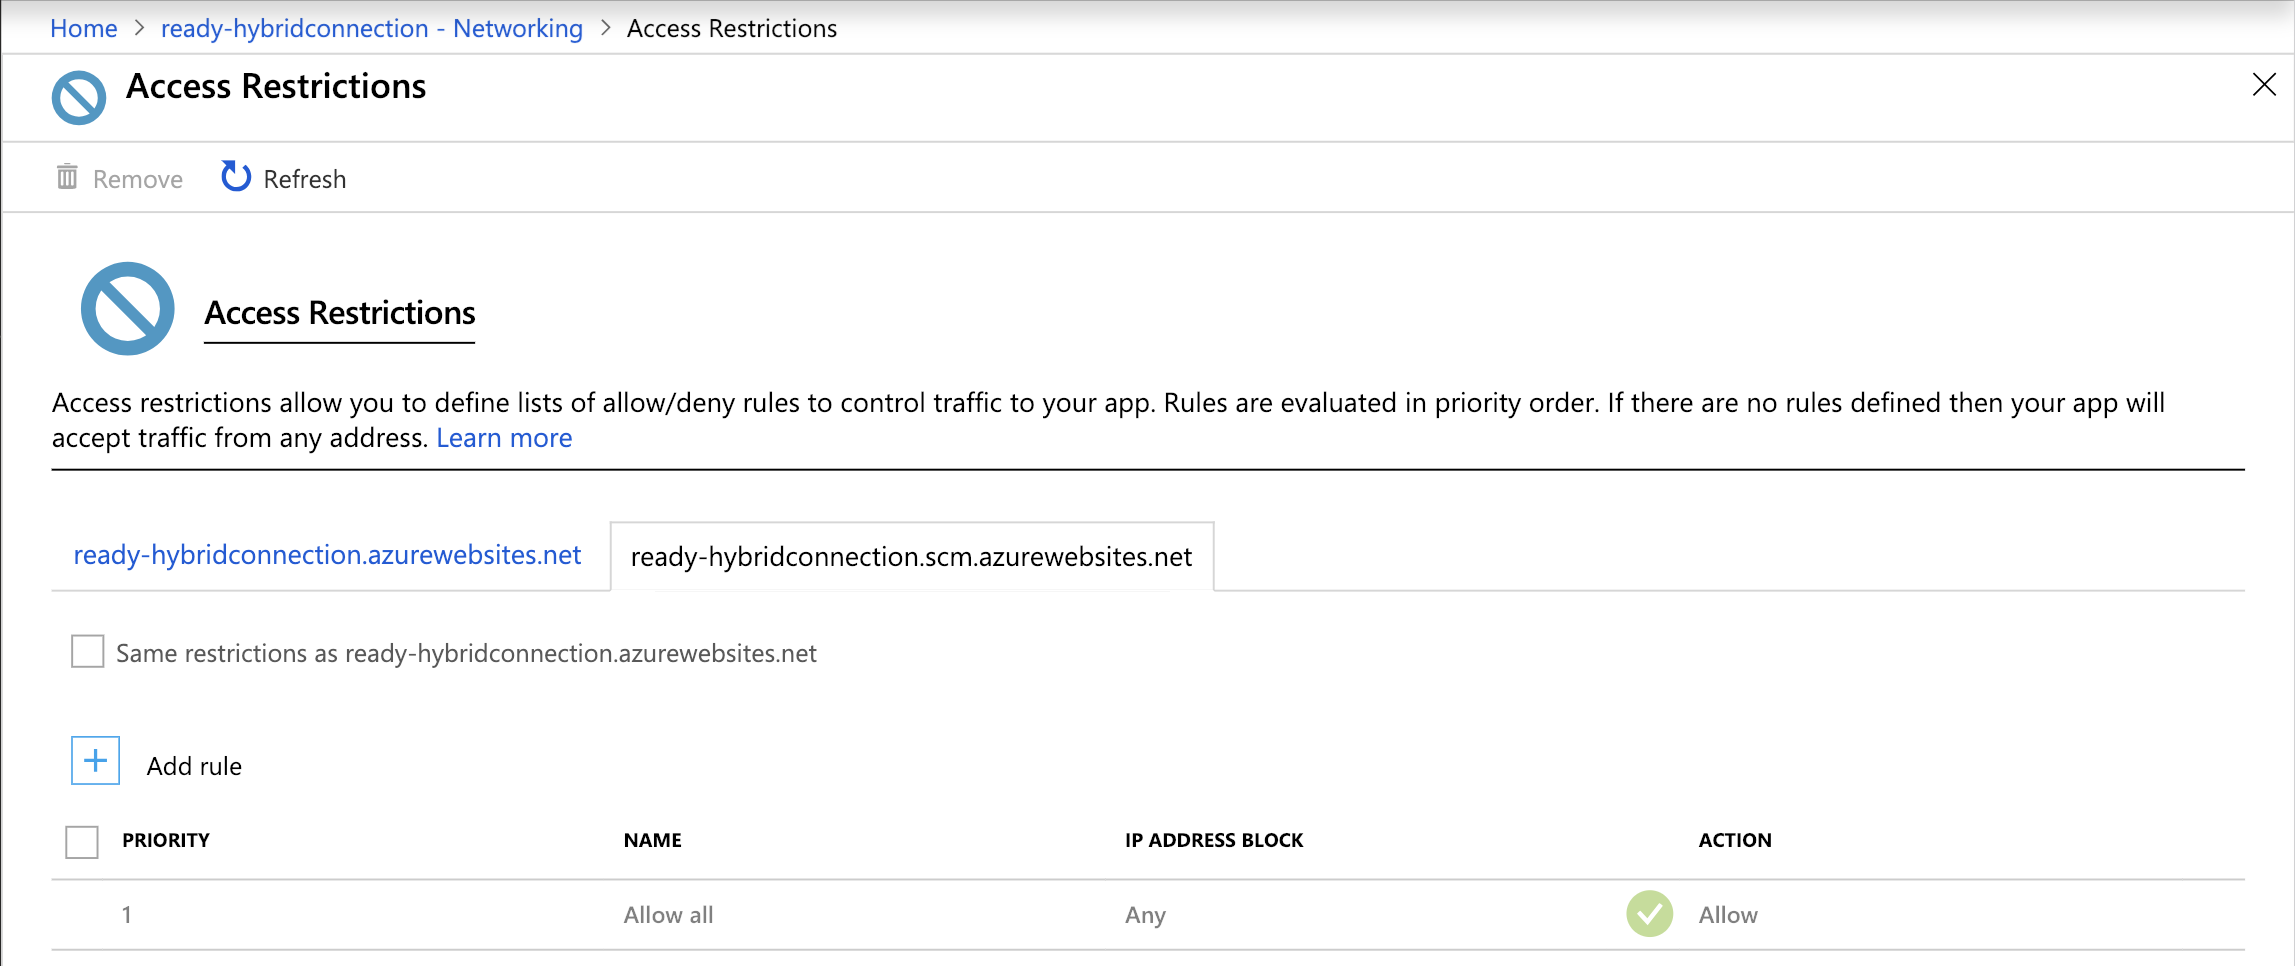 Home > ready-hybridconnection - Networking > Access Restrictions
Access Restrictions
Remove Refresh
Access Restrictions
Access restrictions allow you to define lists of allow/deny rules to control traffic to your app. Rules are evaluated in priority order. If there are no rules defined then your app will
accept traffic from any address. Learn more
ready-hybridconnection.azurewebsites.net ready-hybridconnection.scm.azurewebsites.net
Same restrictions as ready-hybridconnection.azurewebsites.net
Add rule
PRIORITY NAME IP ADDRESS BLOCK ACTION
1 Allow all Any Allow